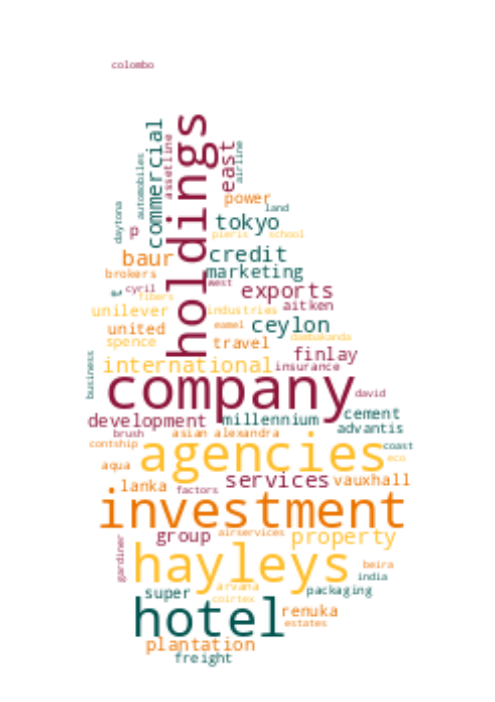 colombo
holdings
commercial
assetline
automobiles
daytona
east
airline
power
land
tokyo
pieris school
p
baur
credit
brokers
marketing
west
cyril
exports
fibers
aitken
unilever
industries
united
eamel
ceylon
spence
travel
dambakanda
finlay
international
insurance
business
company
david
development
millennium
cement
advantis
brush
asian alexandra
contship
agencies
coast
eco
aqua
services
vauxhall
lanka
factors
investment
group
airservices
property
gardiner
hayleys
beira
india
arvana
super
coirtex
packaging
hotel
renuka
estates
plantation
freight